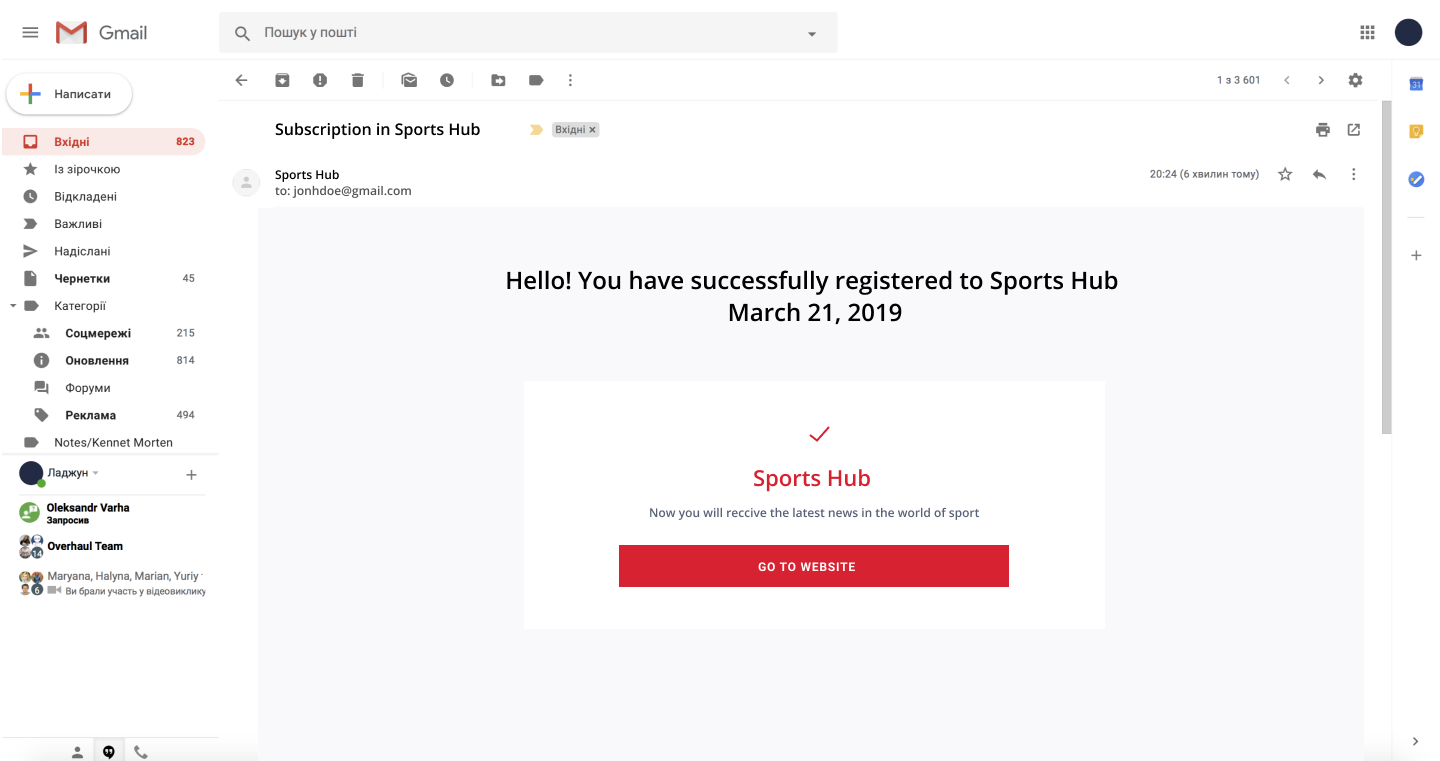 Gmail
Пошук у пошті
Написати
1 з 3 601
31
Subscription in Sports Hub
Вхідні ×
Вхідні 823
Із зірочкою
Відкладені
Важливі
Надіслані
Чернетки 45
Категорії
Соцмережі 215
Оновлення 814
Форуми
Реклама 494
Notes/Kennet Morten
Ладжун
Oleksandr Varha
Запросив
14
Overhaul Team
6
Maryana, Halyna, Marian, Yuriy
Ви брали участь у відеовиклику
Sports Hub
to: jonhdoe@gmail.com
20:24 (6 хвилин тому)
Hello! You have successfully registered to Sports Hub
March 21, 2019
Sports Hub
Now you will reccive the latest news in the world of sport
GO TO WEBSITE